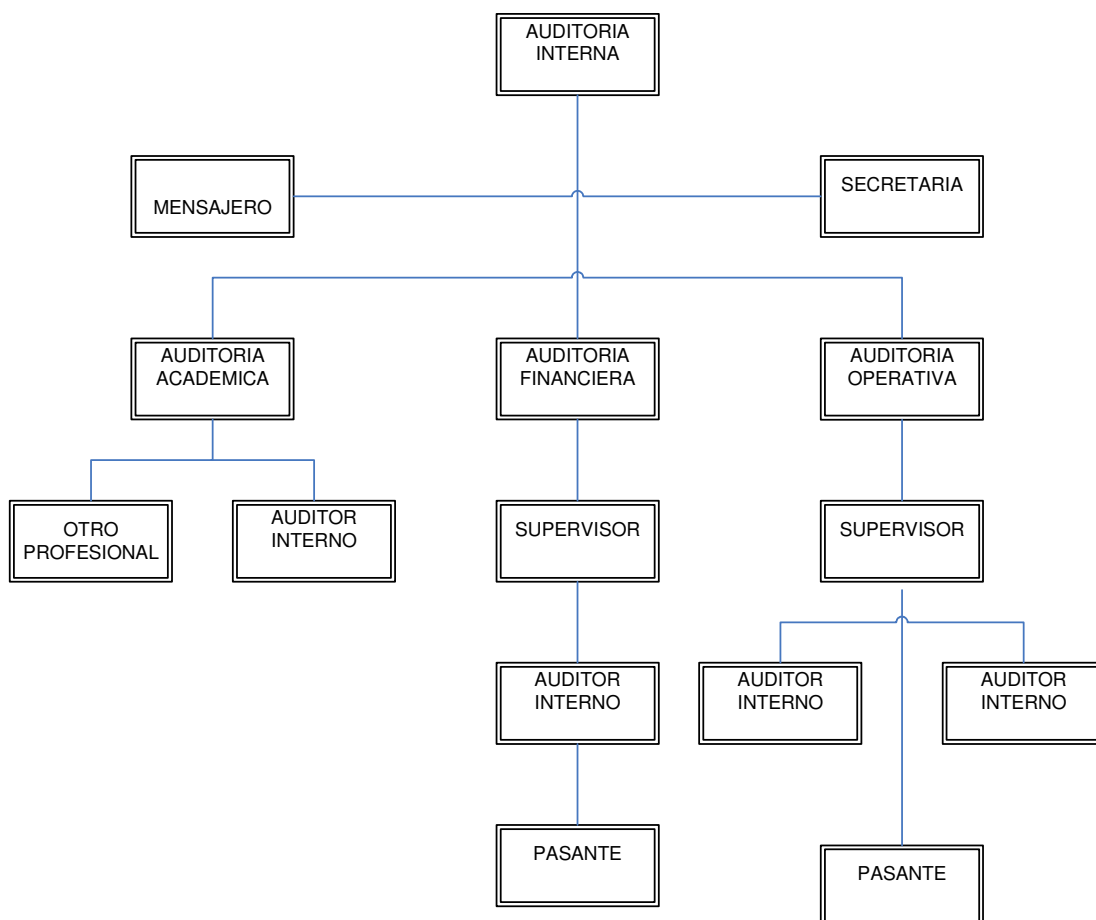 AUDITORIA
INTERNA
MENSAJERO
SECRETARIA
AUDITORIA
ACADEMICA
AUDITORIA
FINANCIERA
AUDITORIA
OPERATIVA
OTRO
PROFESIONAL
AUDITOR
INTERNO
SUPERVISOR
SUPERVISOR
AUDITOR
INTERNO
AUDITOR
INTERNO
AUDITOR
INTERNO
PASANTE
PASANTE